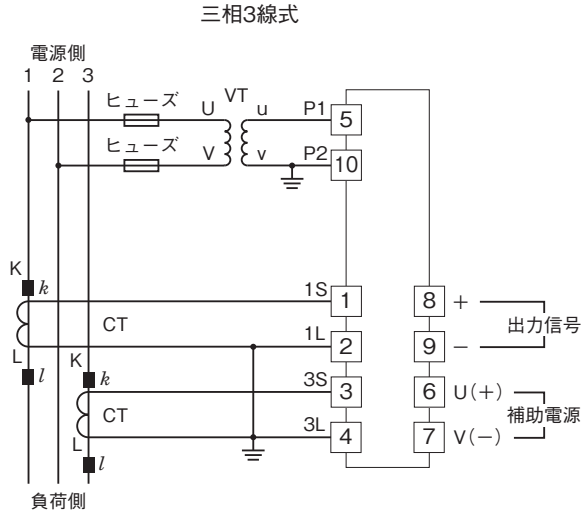 三相3線式
電源側
1 2 3
ヒューズ
U VT u P1 5
ヒューズ
V v P2 10
K k
1S 1 8 +
CT
出力信号
1L 2 9 −
L l
K k
3S 3 6 U(+)
CT
補助電源
3L 4 7 V(−)
L l
負荷側